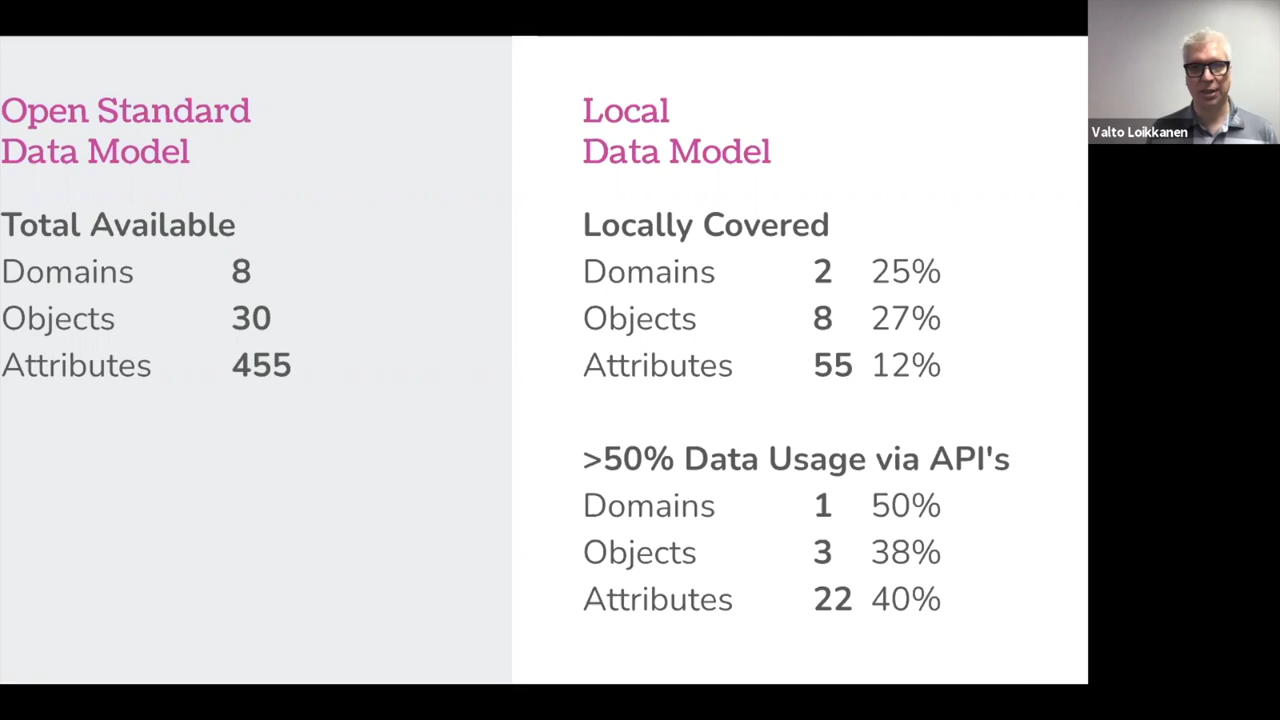 Open Standard
Data Model
Total Available
Domains 8
Objects 30
Attributes 455
Local
Data Model
Locally Covered
Domains 2 25%
Objects 8 27%
Attributes 55 12%
>50% Data Usage via API's
Domains 1 50%
Objects 3 38%
Attributes 22 40%
Valto Loikkanen